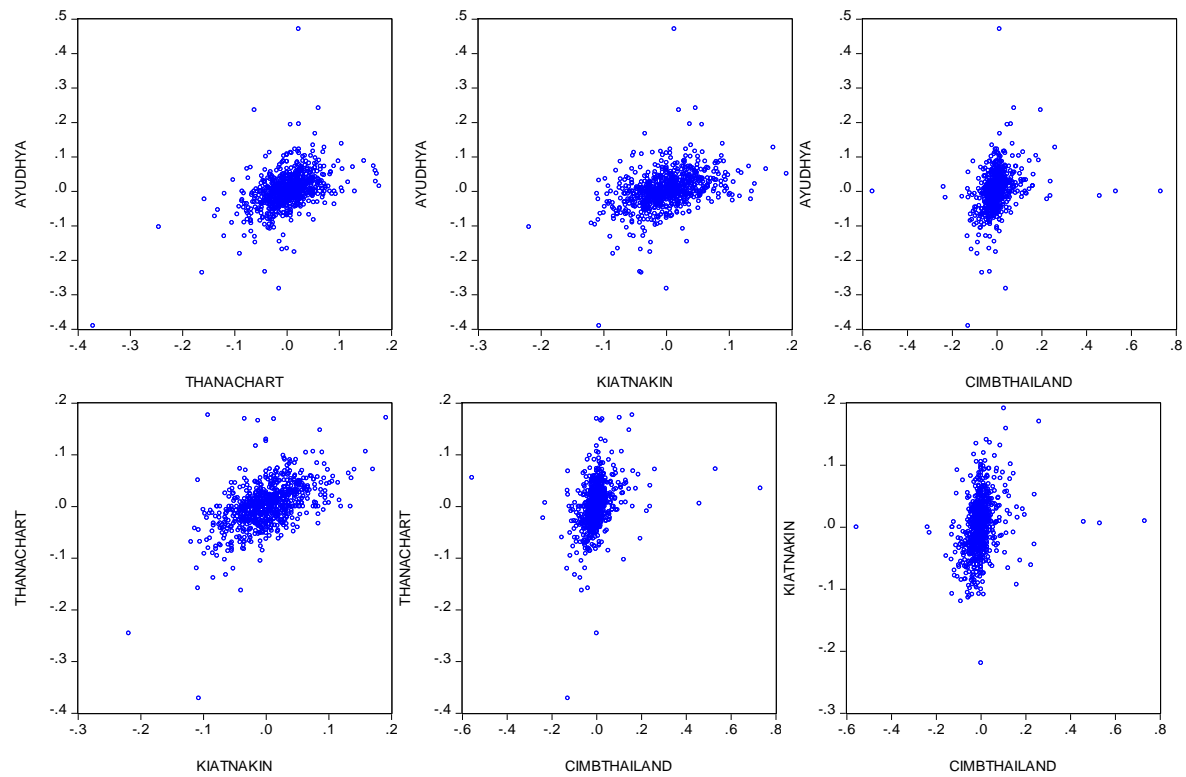 .5
.4
.3
.2
.1
.0
-.1
-.2
-.3
-.4
AYUDHYA
-.4 -.3 -.2 -.1 .0 .1 .2
THANACHART
.5
.4
.3
.2
.1
.0
-.1
-.2
-.3
-.4
AYUDHYA
-.3 -.2 -.1 .0 .1 .2
KIATNAKIN
.5
.4
.3
.2
.1
.0
-.1
-.2
-.3
-.4
AYUDHYA
-.6 -.4 -.2 .0 .2 .4 .6 .8
CIMBTHAILAND
.2
.1
.0
-.1
-.2
-.3
-.4
THANACHART
-.3 -.2 -.1 .0 .1 .2
KIATNAKIN
.2
.1
.0
-.1
-.2
-.3
-.4
THANACHART
-.6 -.4 -.2 .0 .2 .4 .6 .8
CIMBTHAILAND
.2
.1
.0
-.1
-.2
-.3
KIATNAKIN
-.6 -.4 -.2 .0 .2 .4 .6 .8
CIMBTHAILAND